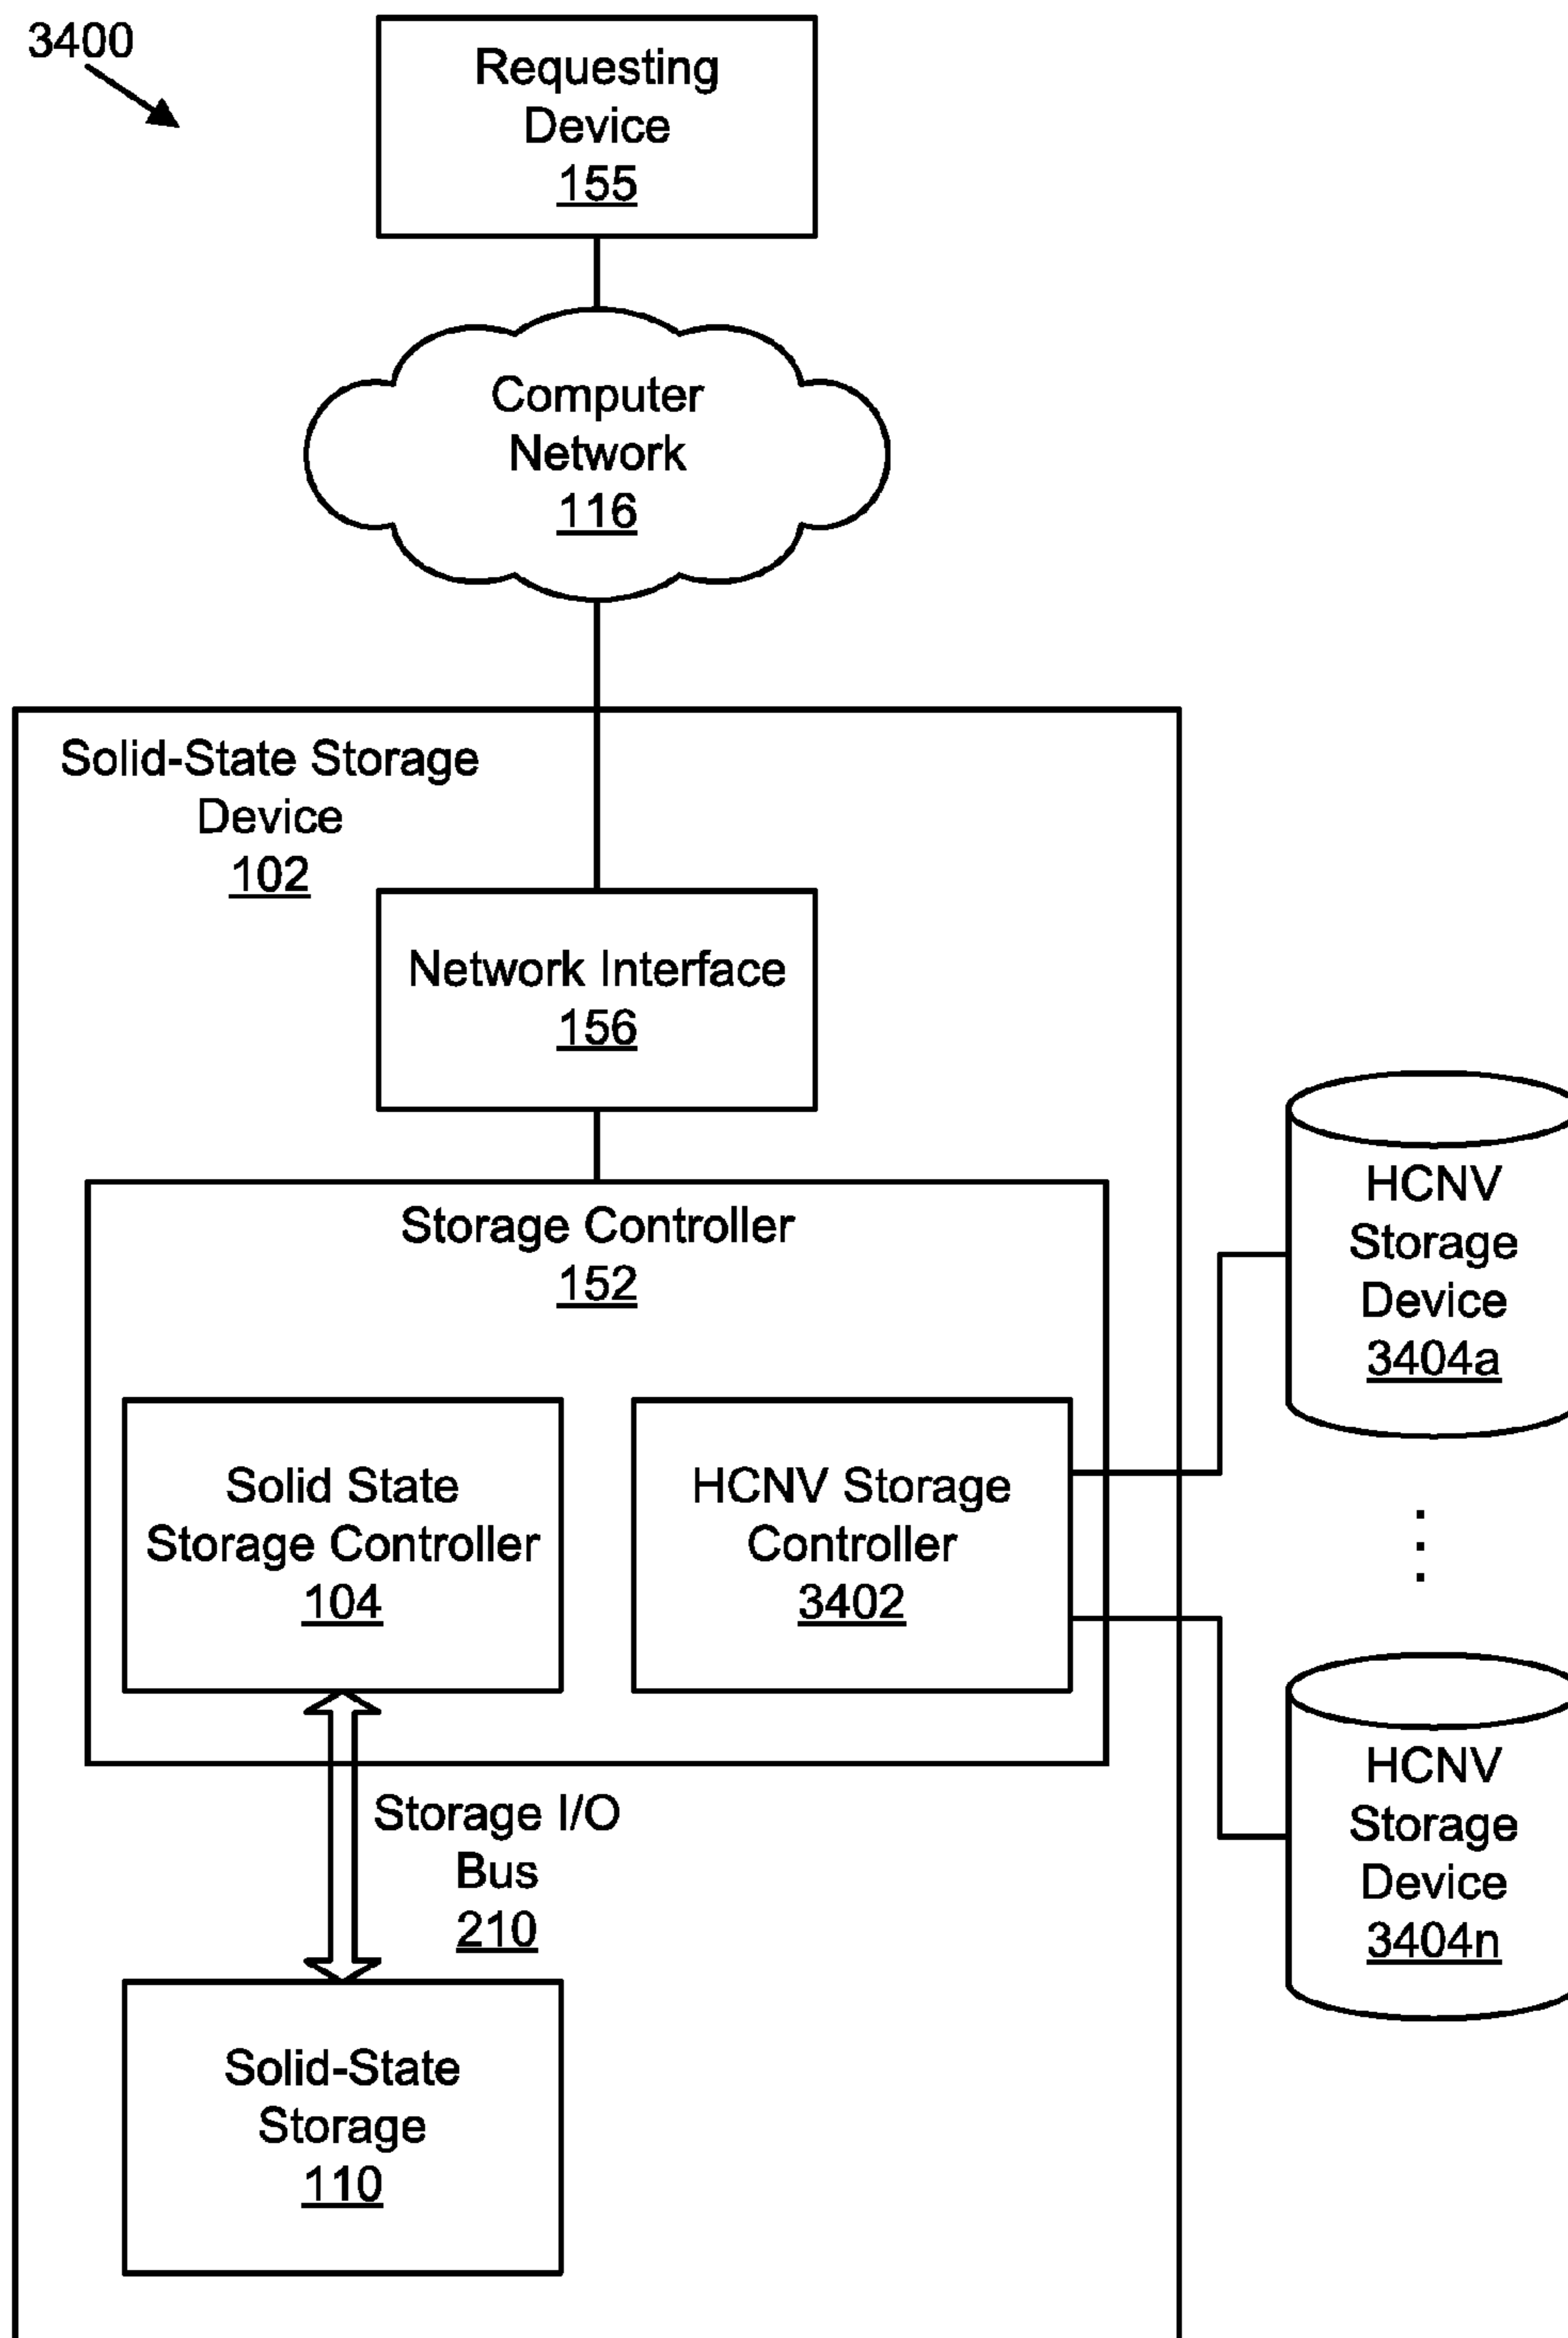 3400
Requesting
Device
155
Computer
Network
116
Solid-State Storage
Device
102
Network Interface
156
Storage Controller
152
Solid State
Storage Controller
104
HCNV Storage
Controller
3402
HCNV
Storage
Device
3404a
Storage I/O
Bus
210
HCNV
Storage
Device
3404n
Solid-State
Storage
110